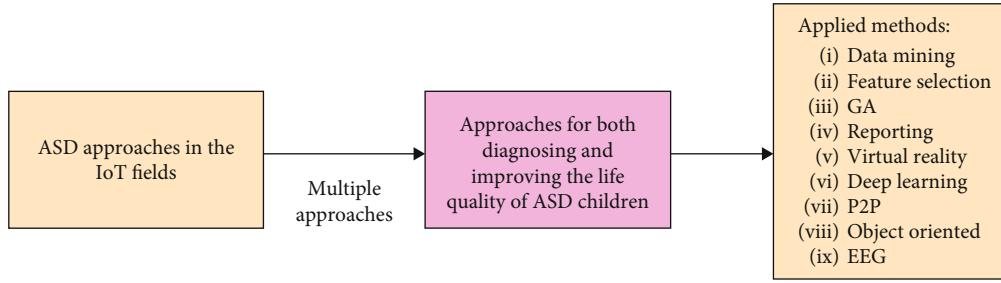 ASD approaches in the
IoT fields
Multiple
approaches
Approaches for both
diagnosing and
improving the life
quality of ASD children
Applied methods:
(i) Data mining
(ii) Feature selection
(iii) GA
(iv) Reporting
(v) Virtual reality
(vi) Deep learning
(vii) P2P
(viii) Object oriented
(ix) EEG